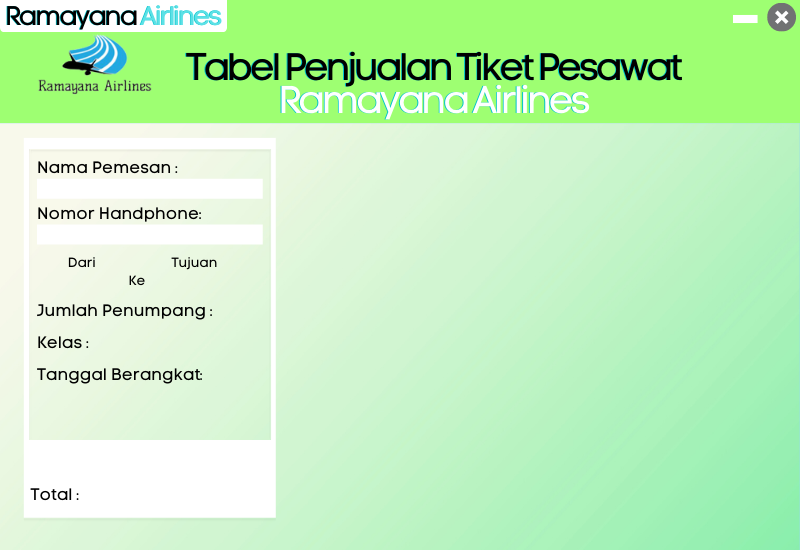 Ramayana Airlines
Ramayana Airlines
Tabel Penjualan Tiket Pesawat
Ramayana Airlines
Nama Pemesan :
Nomor Handphone:
Dari Tujuan
Ke
Jumlah Penumpang :
Kelas :
Tanggal Berangkat:
Total :